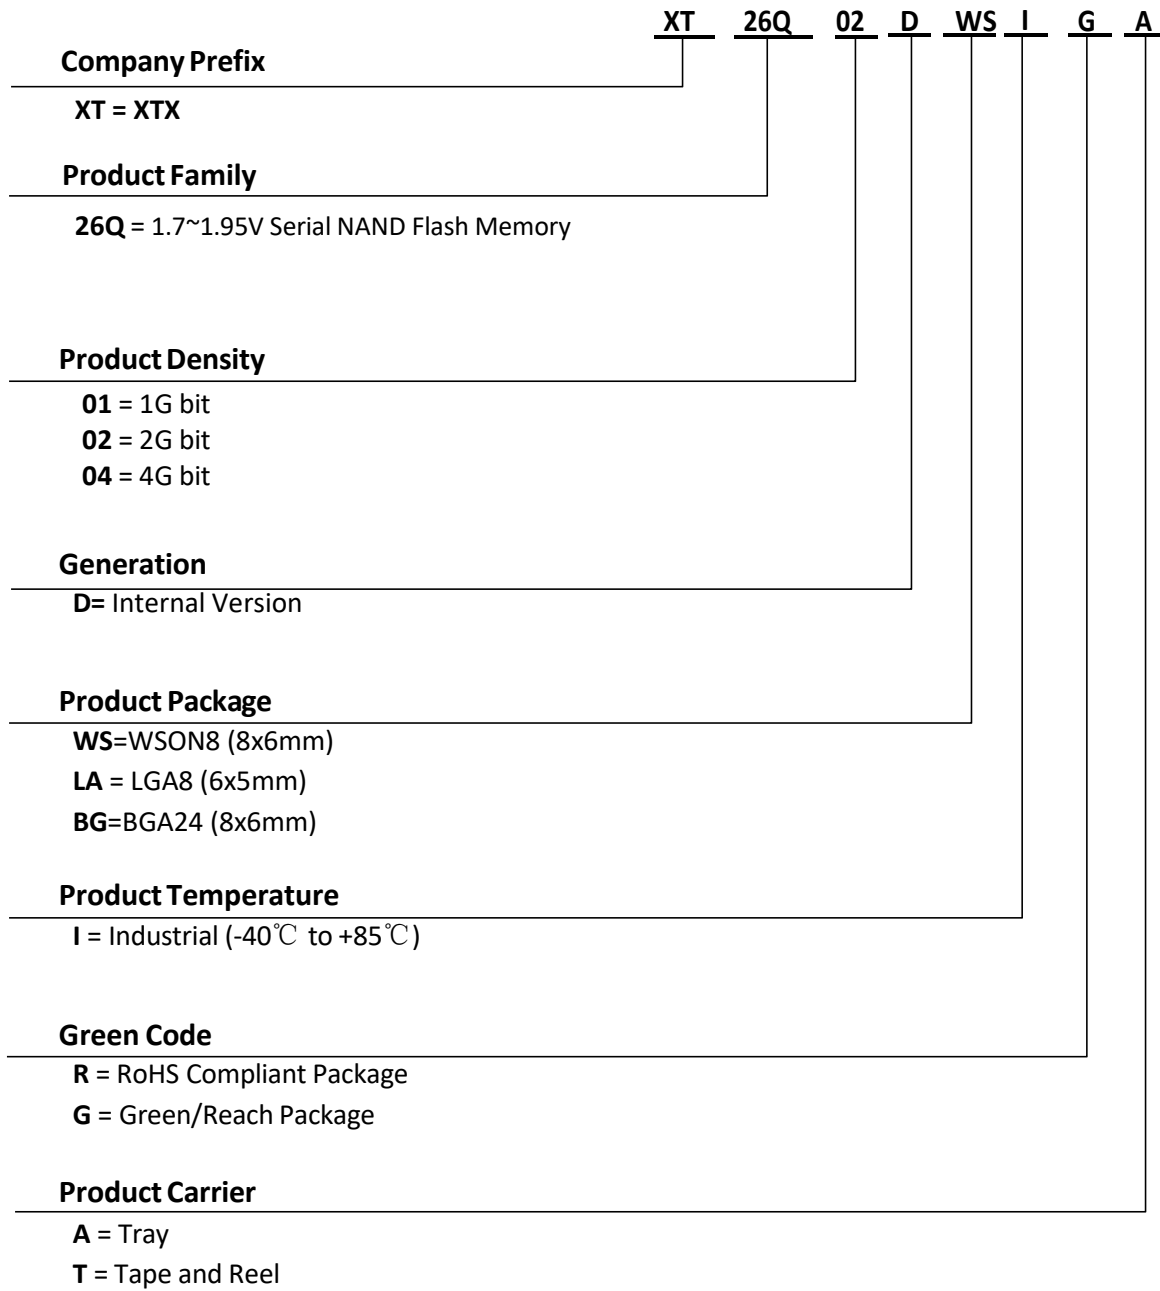 XT 26Q 02 D WS I G A
Company Prefix
XT = XTX
Product Family
26Q = 1.7~1.95V Serial NAND Flash Memory
Product Density
01 = 1G bit
02 = 2G bit
04 = 4G bit
Generation
D= Internal Version
Product Package
WS=WSON8 (8x6mm)
LA = LGA8 (6x5mm)
BG=BGA24 (8x6mm)
Product Temperature
I = Industrial (-40℃ to +85℃)
Green Code
R = RoHS Compliant Package
G = Green/Reach Package
Product Carrier
A = Tray
T = Tape and Reel